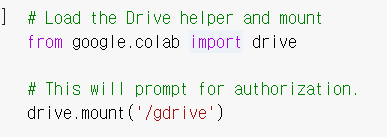 ] # Load the Drive helper and mount
from google.colab import drive
# This will prompt for authorization.
drive.mount('/gdrive')